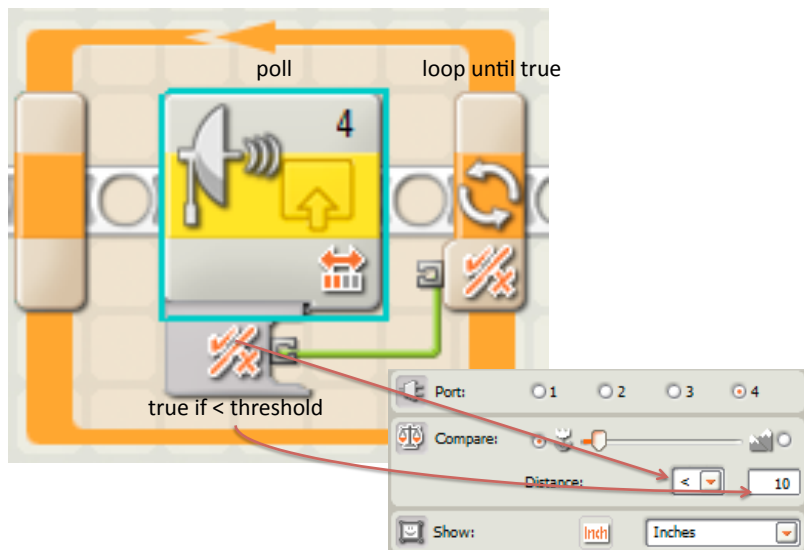 poll
loop until true
4
true if < threshold
Port: 1 2 3 4
Compare:
Distance: < 10
Show: Inch Inches